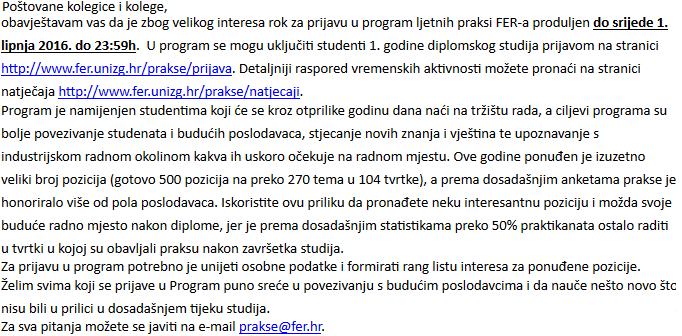 Poštovane kolegice i kolege,
obavještavam vas da je zbog velikog interesa rok za prijavu u program ljetnih praksi FER-a produljen do srijede 1.
lipnja 2016. do 23:59h. U program se mogu uključiti studenti 1. godine diplomskog studija prijavom na stranici
http://www.fer.unizg.hr/prakse/prijava. Detaljniji raspored vremenskih aktivnosti možete pronaći na stranici
natječaja http://www.fer.unizg.hr/prakse/natjecaji.
Program je namijenjen studentima koji će se kroz otprilike godinu dana naći na tržištu rada, a ciljevi programa su
bolje povezivanje studenata i budućih poslodavaca, stjecanje novih znanja i vještina te upoznavanje s
industrijskom radnom okolinom kakva ih uskoro očekuje na radnom mjestu. Ove godine ponuđen je izuzetno
veliki broj pozicija (gotovo 500 pozicija na preko 270 tema u 104 tvrtke), a prema dosadašnjim anketama prakse je
honoriralo više od pola poslodavaca. Iskoristite ovu priliku da pronađete neku interesantnu poziciju i možda svoje
buduće radno mjesto nakon diplome, jer je prema dosadašnjim statistikama preko 50% praktikanata ostalo raditi
u tvrtki u kojoj su obavljali praksu nakon završetka studija.
Za prijavu u program potrebno je unijeti osobne podatke i formirati rang listu interesa za ponuđene pozicije.
Želim svima koji se prijave u Program puno sreće u povezivanju s budućim poslodavcima i da nauče nešto novo što
nisu bili u prilici u dosadašnjem tijeku studija.
Za sva pitanja možete se javiti na e-mail prakse@fer.hr.